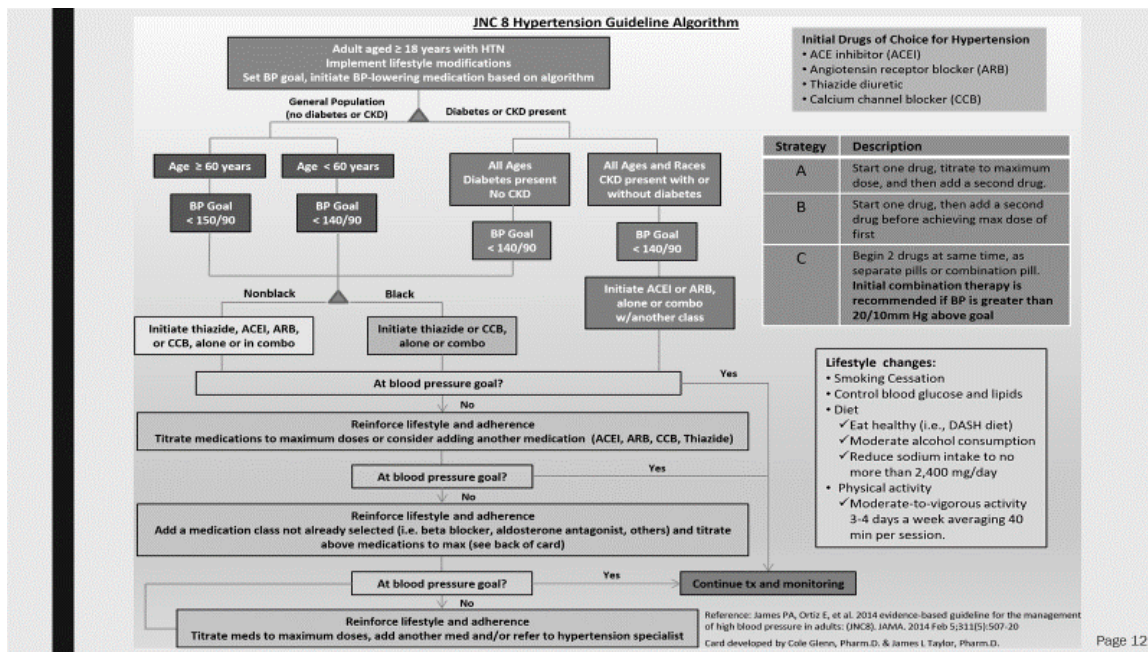 JNC 8 Hypertension Guideline Algorithm
Adult aged ≥ 18 years with HTN
Implement lifestyle modifications
Set BP goal, initiate BP-lowering medication based on algorithm
General Population
(no diabetes or CKD)
Diabetes or CKD present
Age ≥ 60 years
Age < 60 years
All Ages
Diabetes present
No CKD
All Ages and Races
CKD present with or
without diabetes
BP Goal
< 150/90
BP Goal
< 140/90
BP Goal
< 140/90
BP Goal
< 140/90
Nonblack
Black
Initiate thiazide, ACEI, ARB,
or CCB, alone or in combo
Initiate thiazide or CCB,
alone or combo
Initiate ACEI or ARB,
alone or combo
w/another class
At blood pressure goal?
Yes
No
Reinforce lifestyle and adherence
Titrate medications to maximum doses or consider adding another medication (ACEI, ARB, CCB, Thiazide)
At blood pressure goal?
Yes
No
Reinforce lifestyle and adherence
Add a medication class not already selected (i.e. beta blocker, aldosterone antagonist, others) and titrate
above medications to max (see back of card)
At blood pressure goal?
Yes
Continue tx and monitoring
No
Reinforce lifestyle and adherence
Titrate meds to maximum doses, add another med and/or refer to hypertension specialist
Initial Drugs of Choice for Hypertension
• ACE inhibitor (ACEI)
• Angiotensin receptor blocker (ARB)
• Thiazide diuretic
• Calcium channel blocker (CCB)
Strategy Description
A Start one drug, titrate to maximum
dose, and then add a second drug.
B Start one drug, then add a second
drug before achieving max dose of
first
C Begin 2 drugs at same time, as
separate pills or combination pill.
Initial combination therapy is
recommended if BP is greater than
20/10mm Hg above goal
Lifestyle changes:
• Smoking Cessation
• Control blood glucose and lipids
• Diet
✓Eat healthy (i.e., DASH diet)
✓Moderate alcohol consumption
✓Reduce sodium intake to no
more than 2,400 mg/day
• Physical activity
✓Moderate-to-vigorous activity
3-4 days a week averaging 40
min per session.
Reference: James PA, Ortiz E, et al. 2014 evidence-based guideline for the management
of high blood pressure in adults: (JNC8). JAMA. 2014 Feb 5;311(5):507-20
Card developed by Cole Glenn, Pharm.D. & James L Taylor, Pharm.D.
Page 12